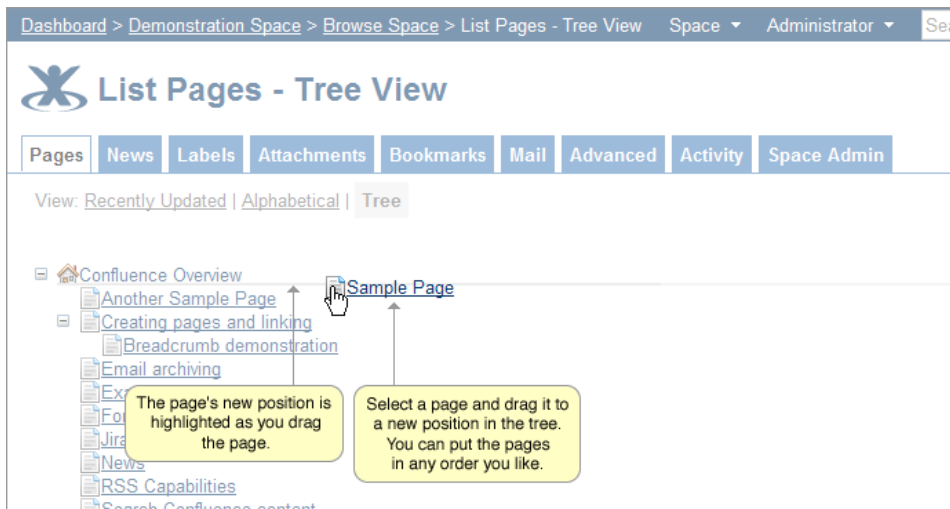 Dashboard > Demonstration Space > Browse Space > List Pages - Tree View Space Administrator
List Pages - Tree View
Pages News Labels Attachments Bookmarks Mail Advanced Activity Space Admin
View: Recently Updated | Alphabetical | Tree
Confluence Overview
Sample Page
Another Sample Page
Creating pages and linking
Breadcrumb demonstration
Email archiving
The page's new position is
highlighted as you drag
the page.
Select a page and drag it to
a new position in the tree.
You can put the pages
in any order you like.
Jira
News
RSS Capabilities
Search Confluence content